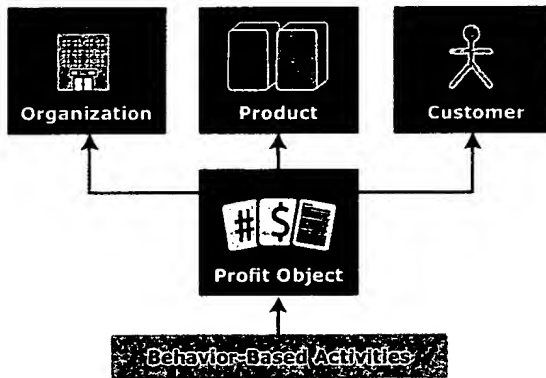 Organization
Product
Customer
# $
Profit Object
Behavior-Based Activities